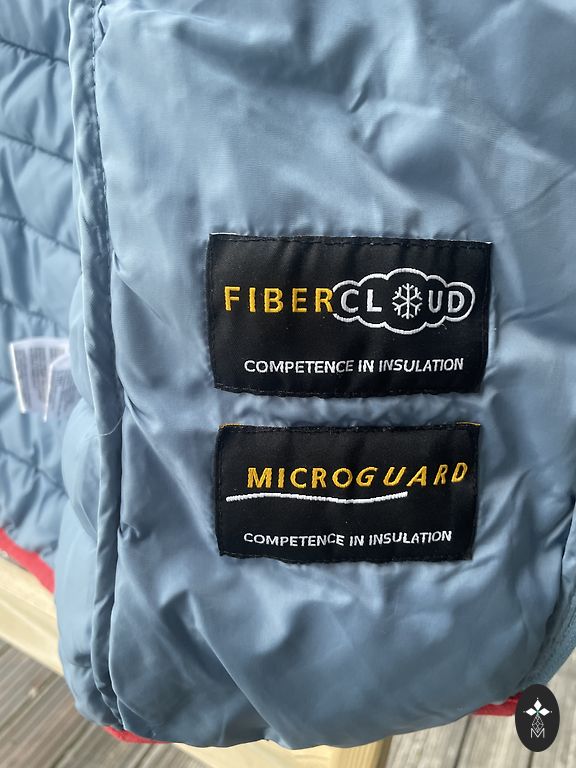 FIBERCLOUD
COMPETENCE IN INSULATION
MICROGUARD
COMPETENCE IN INSULATION